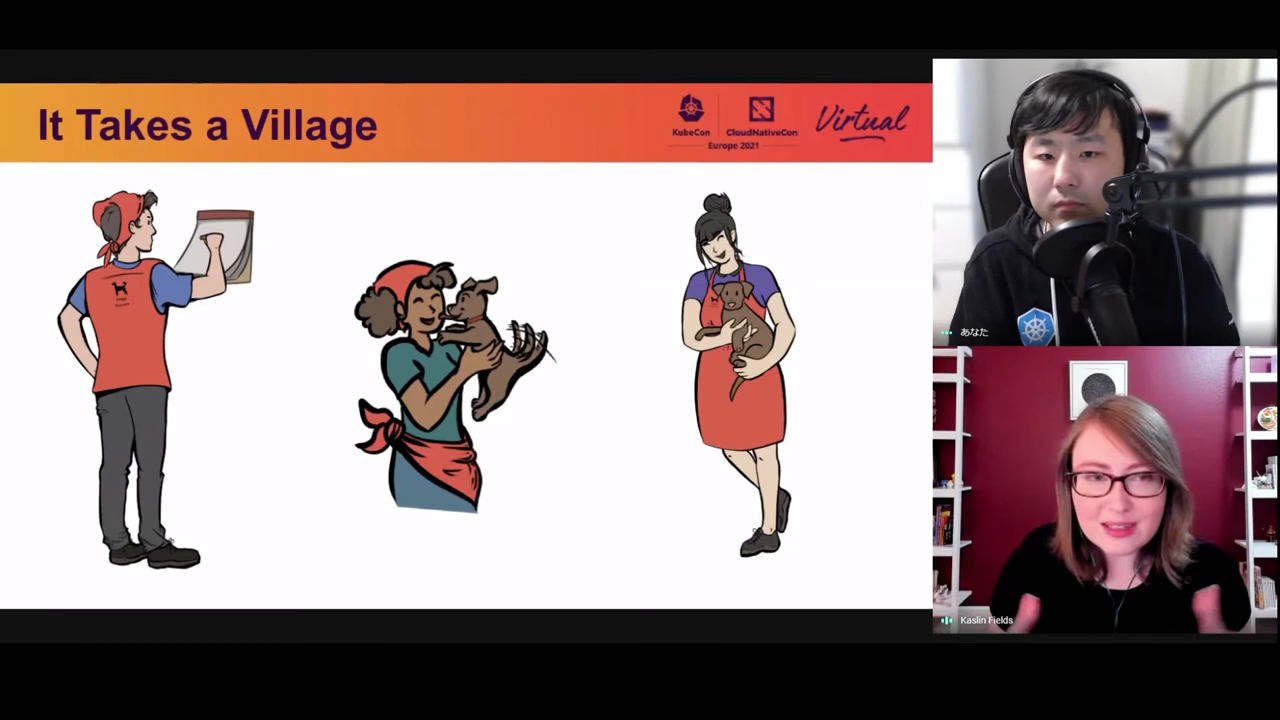 It Takes a Village
KubeCon
CloudNativeCon
Europe 2021
Virtual
あなた
Kaslin Fields